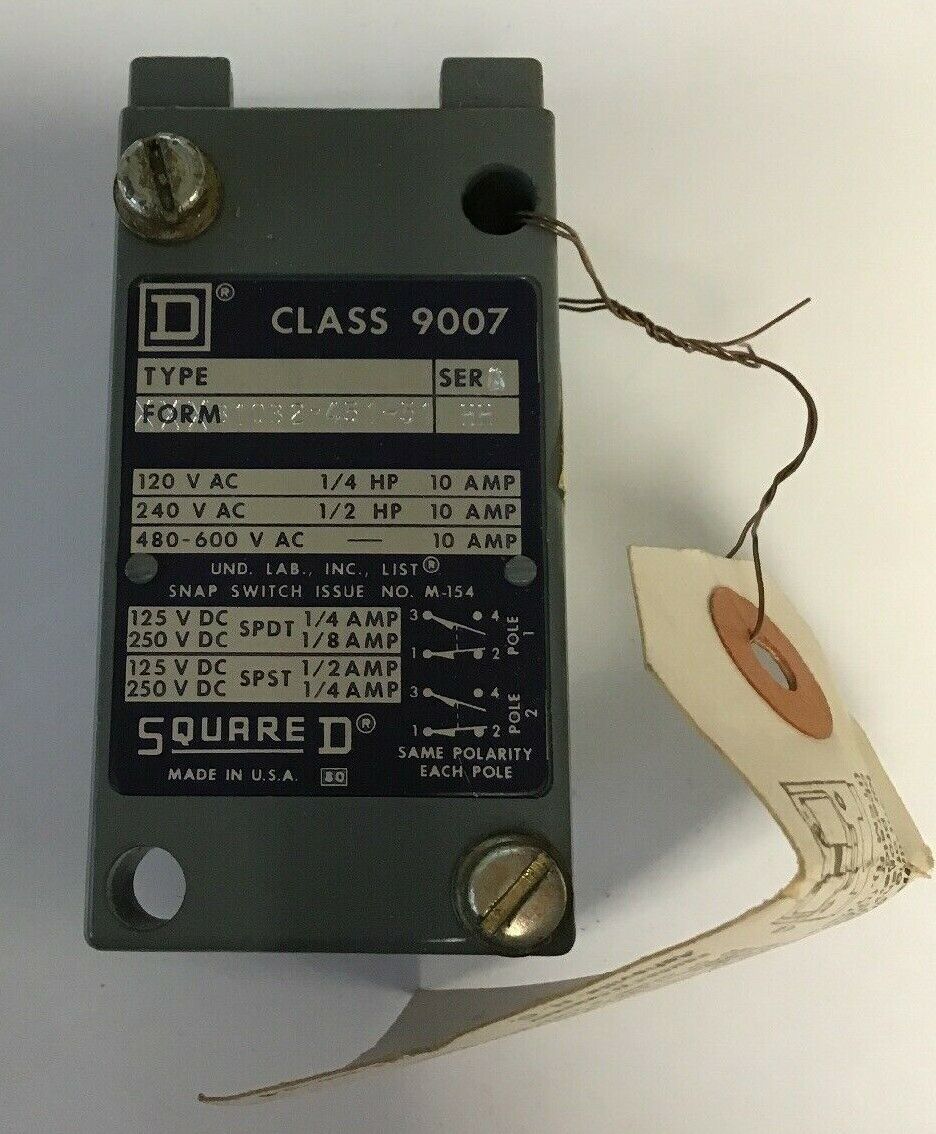 D® CLASS 9007
TYPE SER
FORM
120 V AC 1/4 HP 10 AMP
240 V AC 1/2 HP 10 AMP
480-600 V AC — 10 AMP
UND. LAB., INC., LIST®
SNAP SWITCH ISSUE NO. M-154
125 V DC SPDT 1/4 AMP
250 V DC 1/8 AMP
125 V DC SPST 1/2 AMP
250 V DC 1/4 AMP
3 4
1 2
POLE 1
3 4
1 2
POLE 2
SAME POLARITY
EACH POLE
SQUARE D®
MADE IN U.S.A. 80